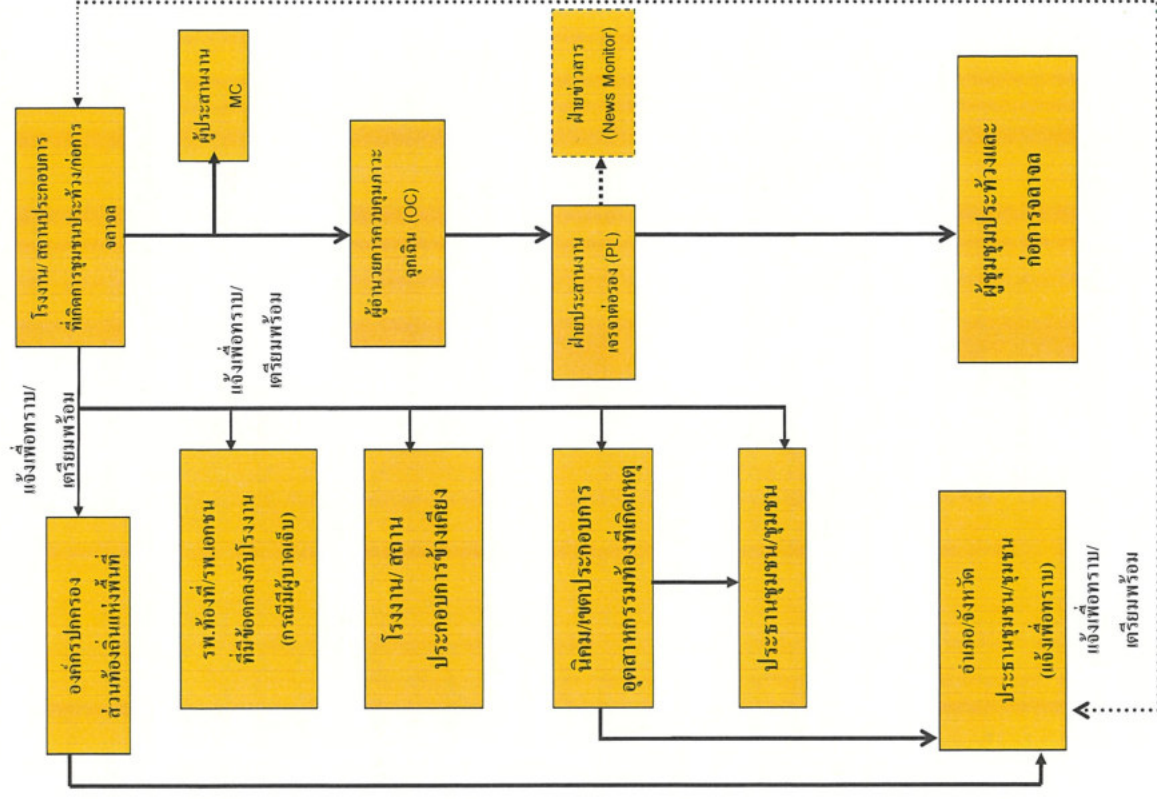 โรงงาน/ สถานประกอบการ
ที่เกิดการชุมชนประท้วง/ก่อการ
จลาจล
ผู้ประสานงาน
MC
ผู้อำนวยการควบคุมภาวะ
ฉุกเฉิน (OC)
ฝ่ายประสานงาน
เจรจาต่อรอง (PL)
ฝ่ายข่าวสาร
(News Monitor)
ผู้ชุมชุมประท้วงและ
ก่อการจลาจล
แจ้งเพื่อทราบ/
เตรียมพร้อม
แจ้งเพื่อทราบ/
เตรียมพร้อม
องค์กรปกครอง
ส่วนท้องถิ่นแห่งพื้นที่
รพ.ท้องที่/รพ.เอกชน
ที่มีข้อตกลงกับโรงงาน
(กรณีมีผู้บาดเจ็บ)
โรงงาน/ สถาน
ประกอบการข้างเคียง
นิคม/เขตประกอบการ
อุตสาหกรรมท้องที่เกิดเหตุ
ประธานชุมชน/ชุมชน
อำเภอ/จังหวัด
ประธานชุมชน/ชุมชน
(แจ้งเพื่อทราบ)
แจ้งเพื่อทราบ/
เตรียมพร้อม